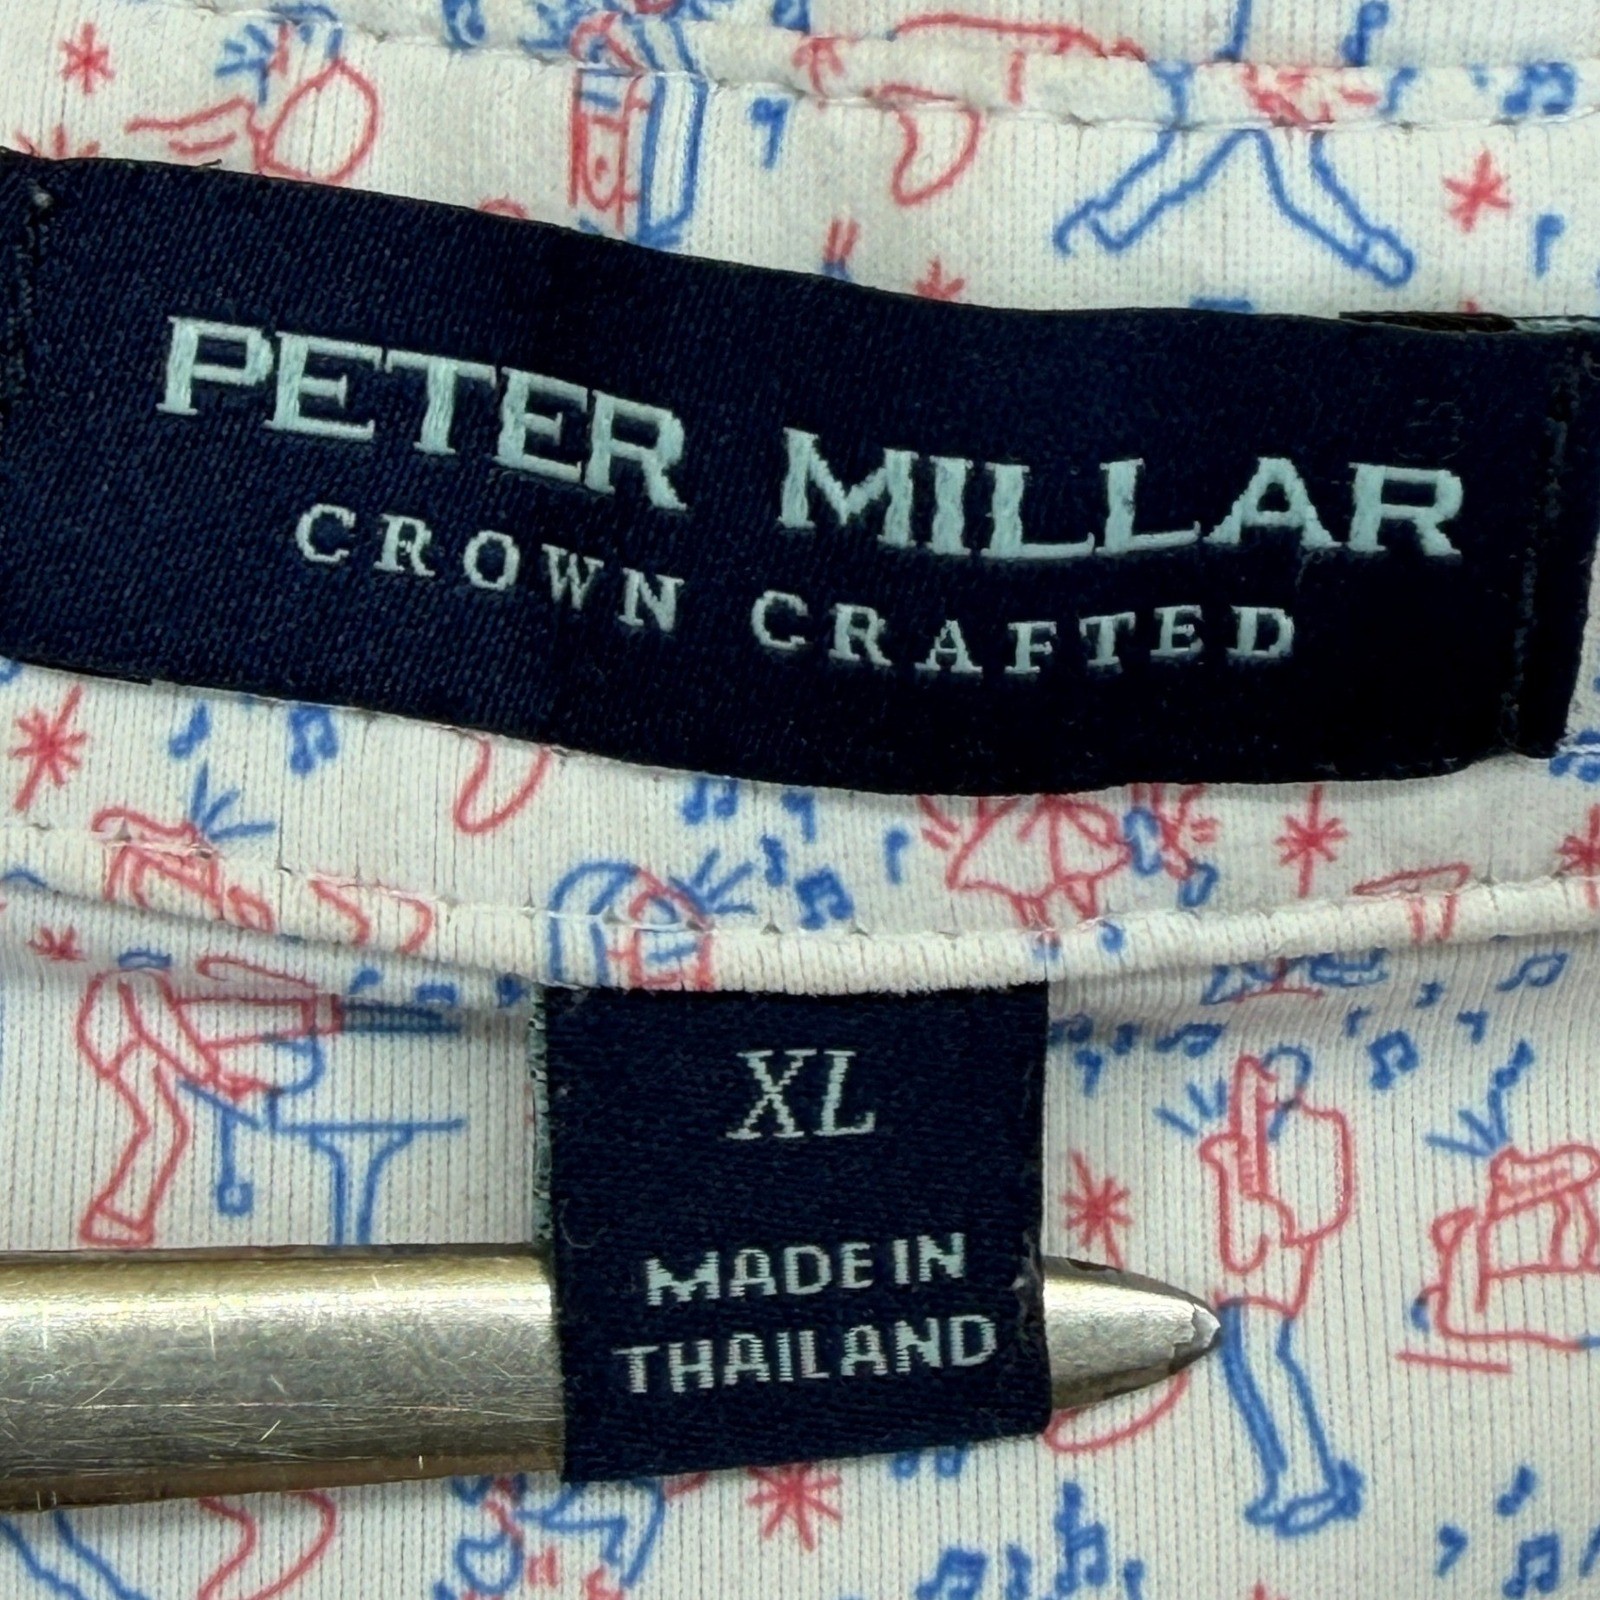 PETER MILLAR
CROWN CRAFTED
XL
MADE IN
THAILAND